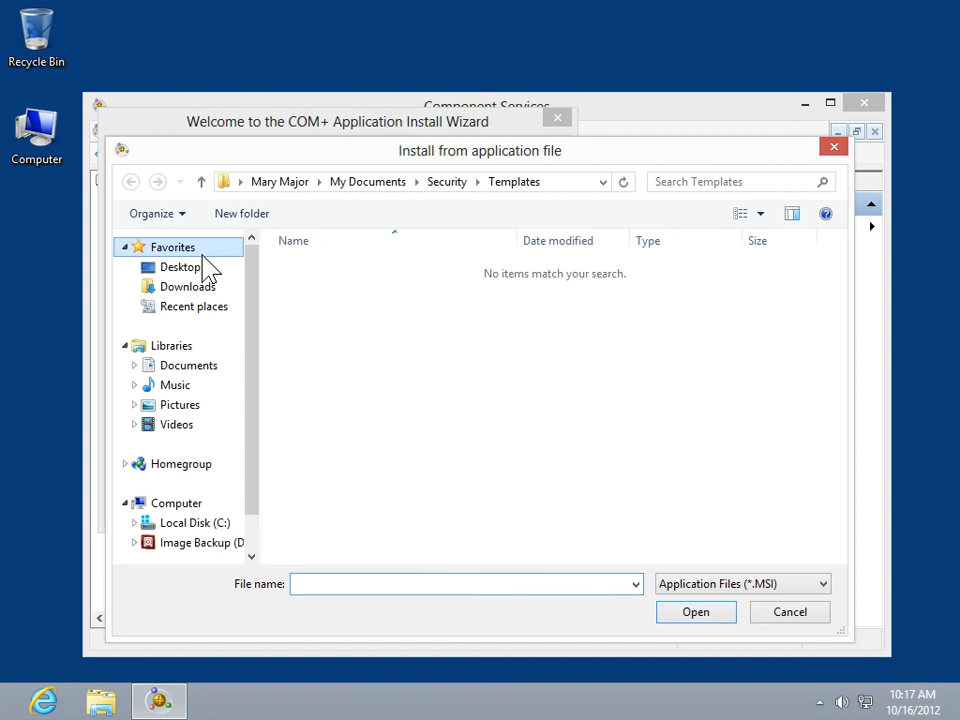 Recycle Bin
Computer
Component Services
Welcome to the COM+ Application Install Wizard
Install from application file
Mary Major
My Documents
Security
Templates
Search Templates
Organize
New folder
Name
Date modified
Type
Size
No items match your search.
Favorites
Desktop
Downloads
Recent places
Libraries
Documents
Music
Pictures
Videos
Homegroup
Computer
Local Disk (C:)
Image Backup (D
File name:
Application Files (*.MSI)
Open
Cancel
10:17 AM
10/16/2012